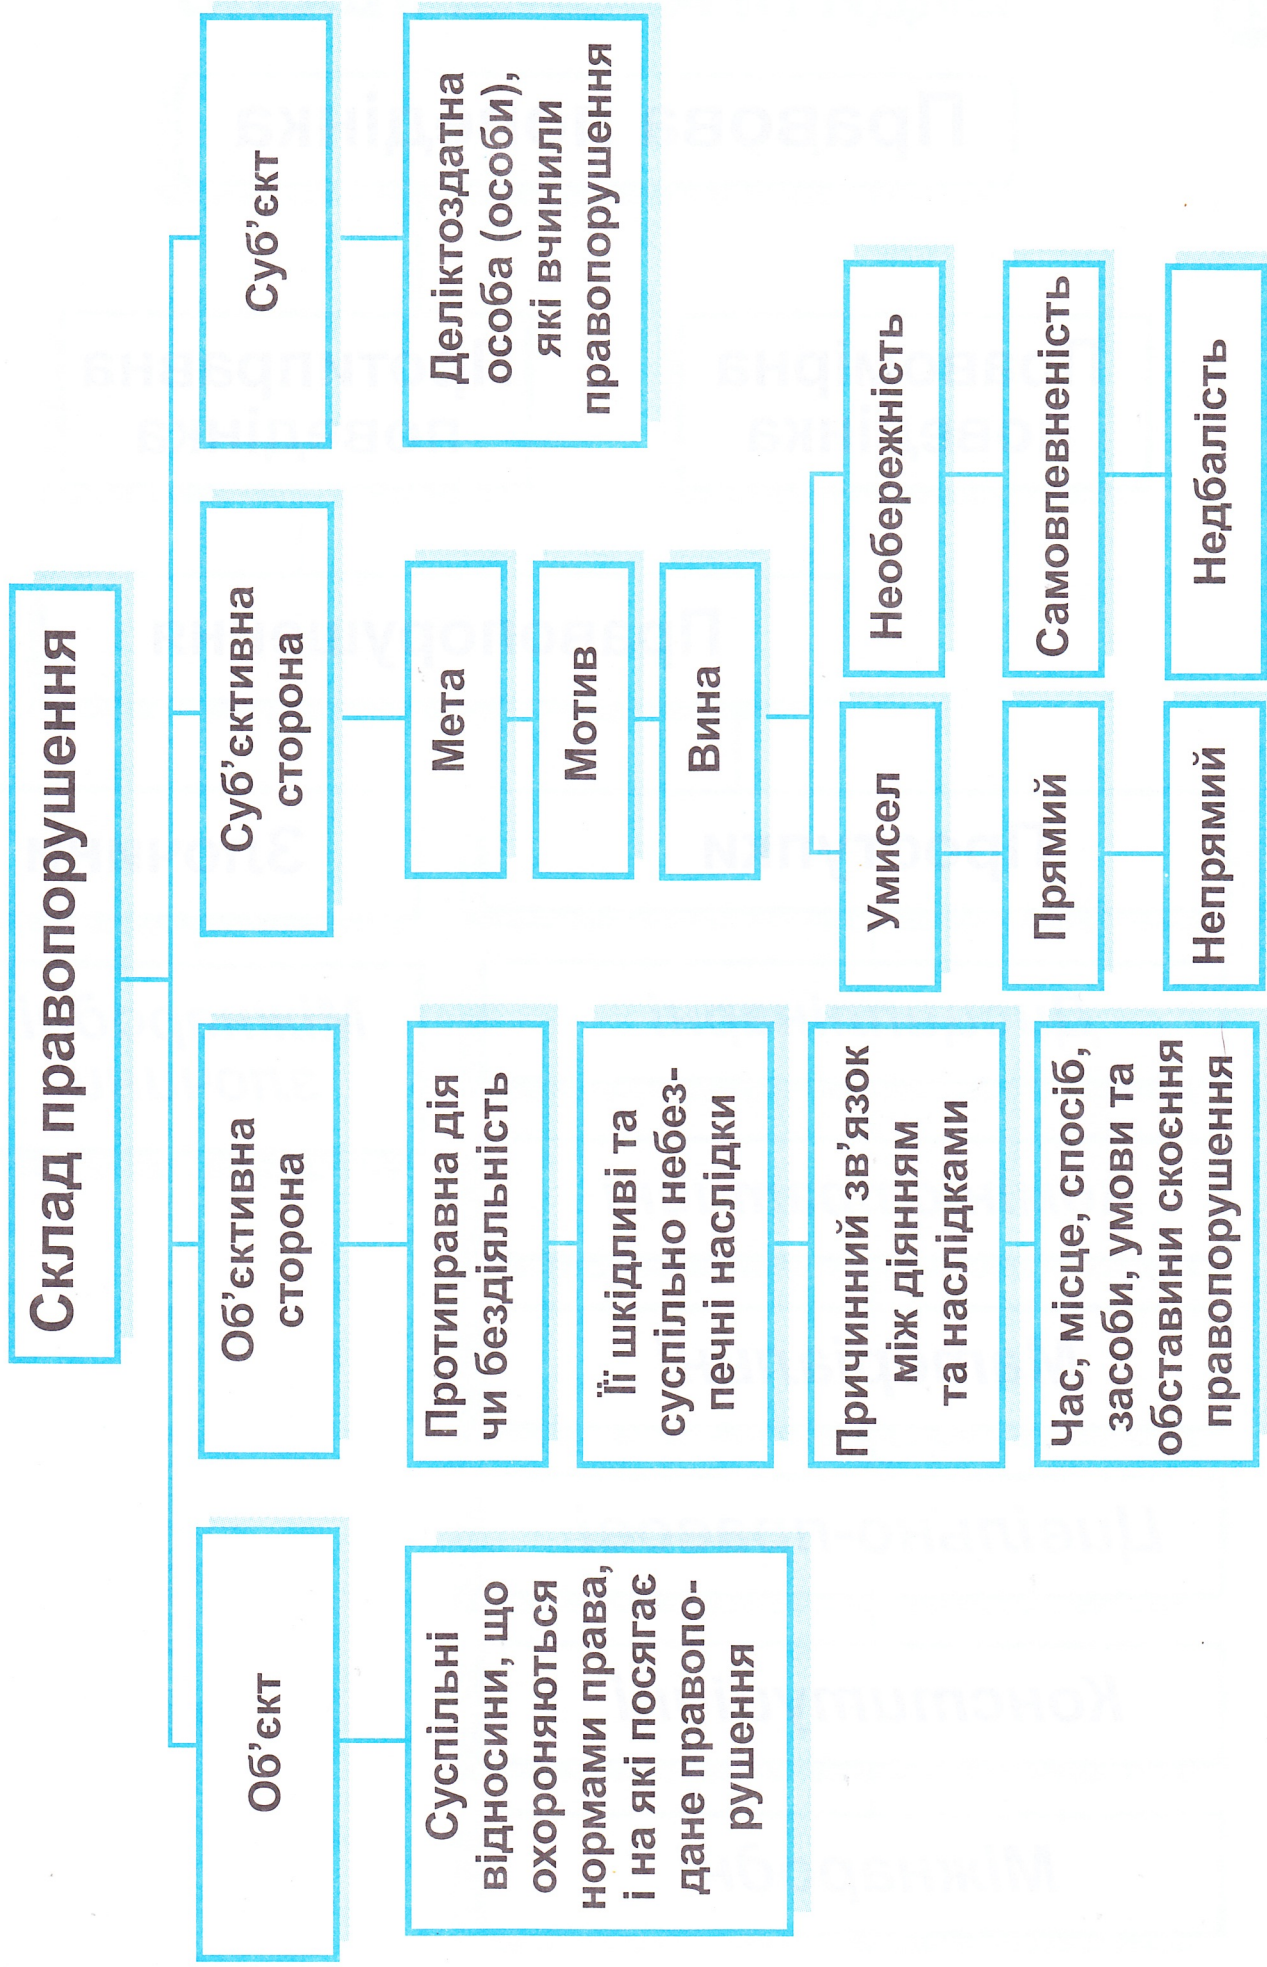 Склад правопорушення
Об'єкт
Суспільні
відносини, що
охороняються
нормами права,
і на які посягає
дане правопо-
рушення
Об'єктивна
сторона
Протиправна дія
чи бездіяльність
Її шкідливі та
суспільно небез-
печні наслідки
Причинний зв'язок
між діянням
та наслідками
Час, місце, спосіб,
засоби, умови та
обставини скоєння
правопорушення
Суб'єктивна
сторона
Мета
Мотив
Вина
Умисел
Прямий
Непрямий
Необережність
Самовпевненість
Недбалість
Суб'єкт
Деліктоздатна
особа (особи),
які вчинили
правопорушення